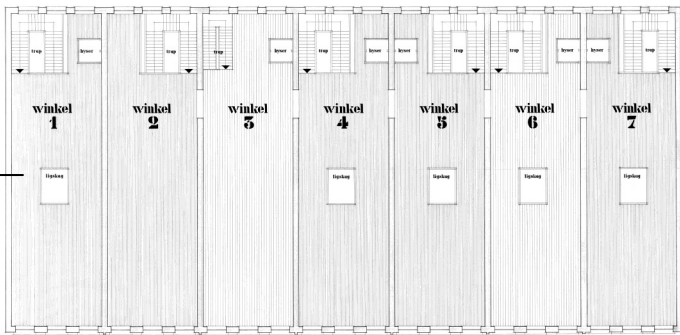 trap hyser trap trap hyser trap hyser hyser trap trap hyser hyser trap
winkel winkel winkel winkel winkel winkel winkel
1 2 3 4 5 6 7
ligskag ligskag ligskag ligskag ligskag